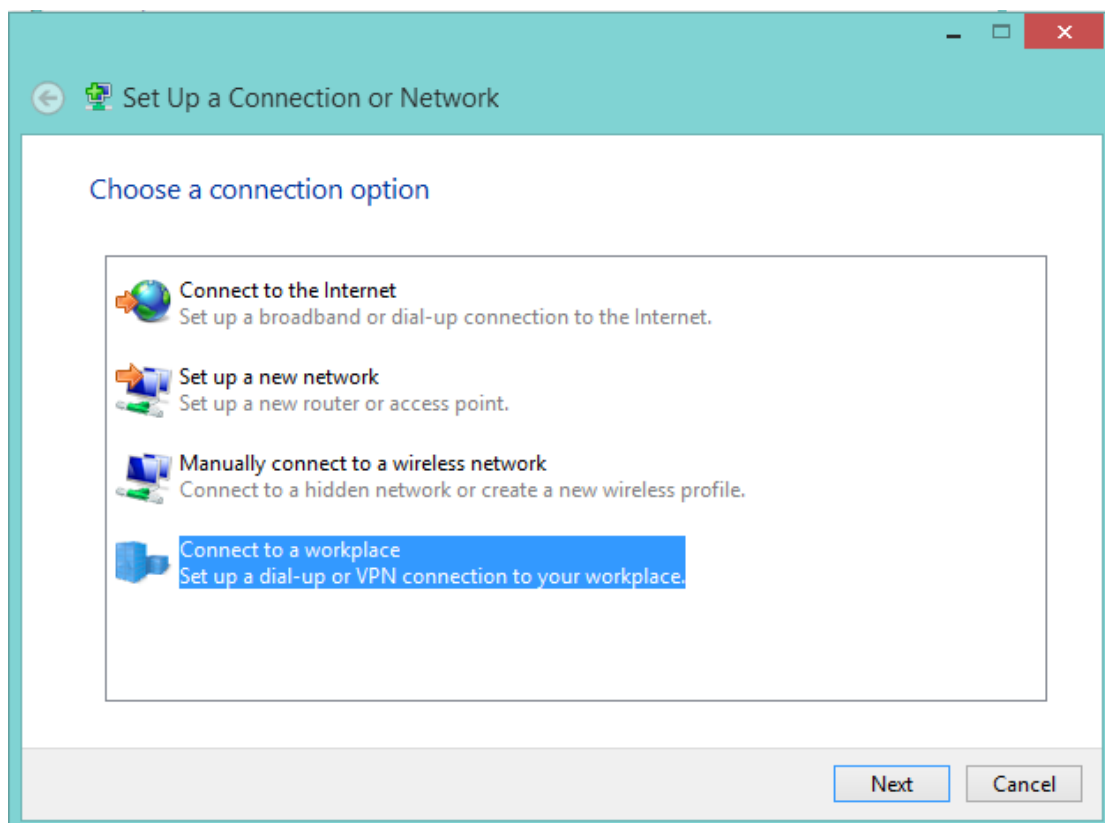 Set Up a Connection or Network
Choose a connection option
Connect to the Internet
Set up a broadband or dial-up connection to the Internet.
Set up a new network
Set up a new router or access point.
Manually connect to a wireless network
Connect to a hidden network or create a new wireless profile.
Connect to a workplace
Set up a dial-up or VPN connection to your workplace.
Next
Cancel